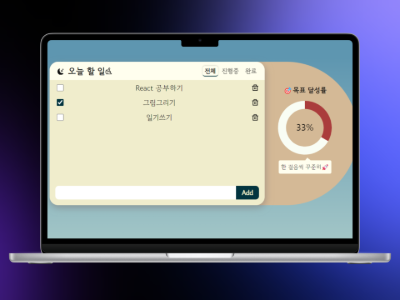 오늘 할 일
전체 진행중 완료
React 공부하기
그림그리기
일기쓰기
Add
🎯 목표 달성률
33%
한 걸음씩 꾸준히🚀